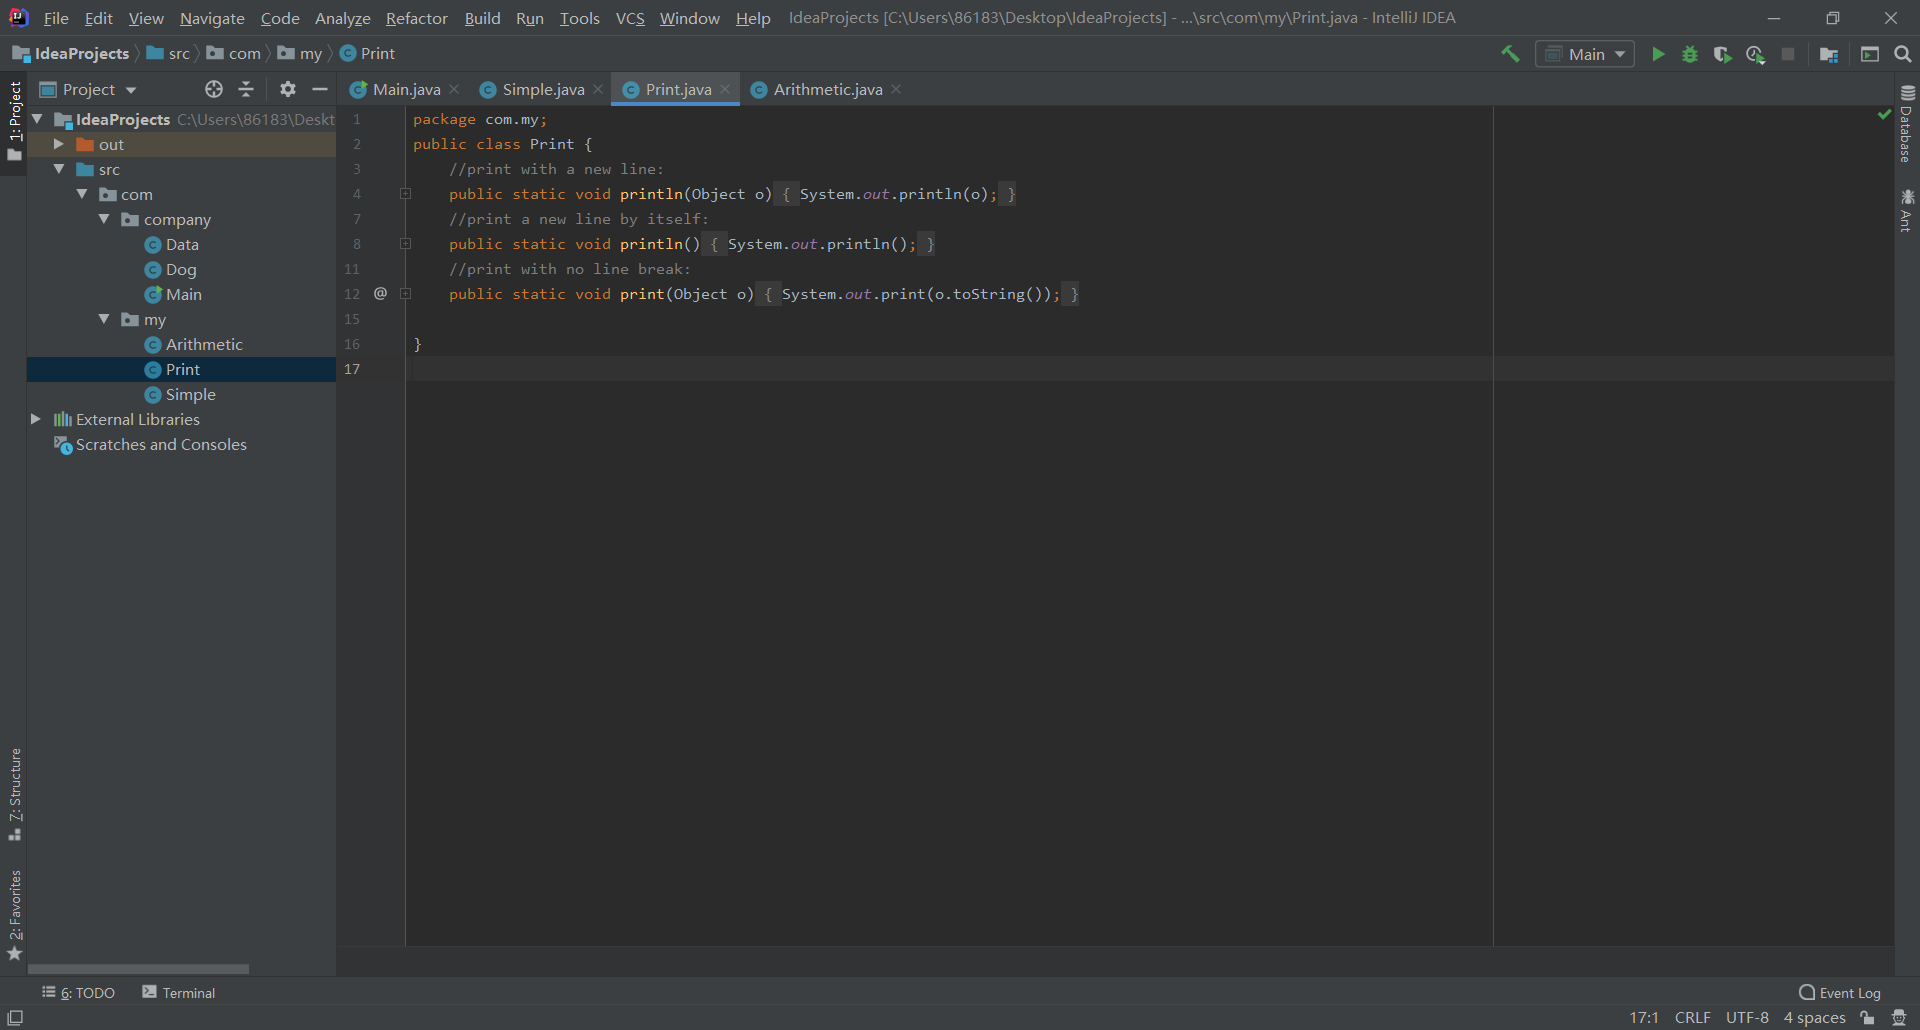 File Edit View Navigate Code Analyze Refactor Build Run Tools VCS Window Help IdeaProjects [C:\Users\86183\Desktop\IdeaProjects] - ...\src\com\my\Print.java - IntelliJ IDEA
IdeaProjects src com my Print
Main
Project
Main.java Simple.java Print.java Arithmetic.java
1: Project
IdeaProjects C:\Users\86183\Deskt
out
src
com
company
Data
Dog
Main
my
Arithmetic
Print
Simple
External Libraries
Scratches and Consoles
1 package com.my;
2 public class Print {
3 //print with a new line:
4 public static void println(Object o) { System.out.println(o); }
7 //print a new line by itself:
8 public static void println() { System.out.println(); }
11 //print with no line break:
12 @ public static void print(Object o) { System.out.print(o.toString()); }
15
16 }
17
Database
Ant
7: Structure
2: Favorites
6: TODO Terminal Event Log
17:1 CRLF UTF-8 4 spaces